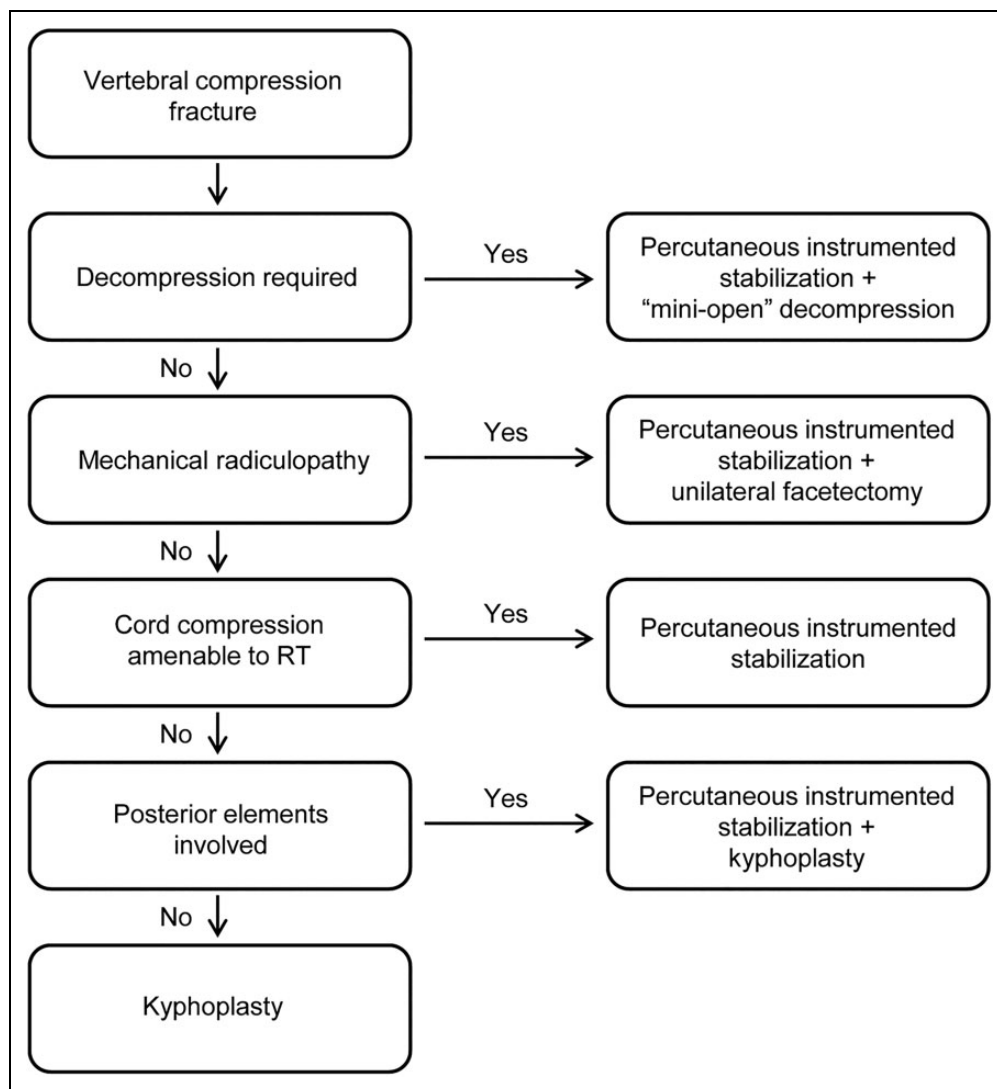 Vertebral compression
fracture
Decompression required
Yes
Percutaneous instrumented
stabilization +
“mini-open” decompression
No
Mechanical radiculopathy
Yes
Percutaneous instrumented
stabilization +
unilateral facetectomy
No
Cord compression
amenable to RT
Yes
Percutaneous instrumented
stabilization
No
Posterior elements
involved
Yes
Percutaneous instrumented
stabilization +
kyphoplasty
No
Kyphoplasty